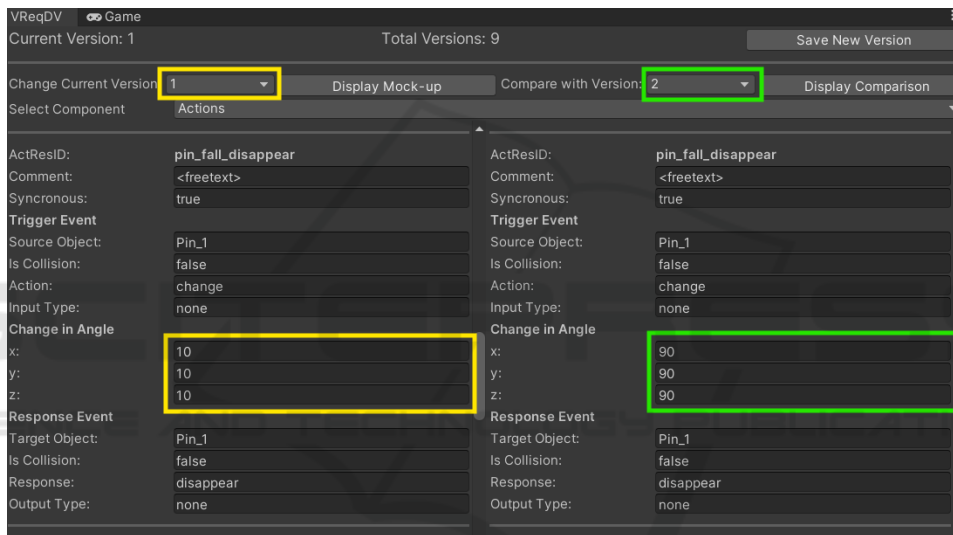 VReqDV Game
Current Version: 1 Total Versions: 9 Save New Version
Change Current Version 1 Display Mock-up Compare with Version: 2 Display Comparison
Select Component Actions
ActResID: pin_fall_disappear ActResID: pin_fall_disappear
Comment: <freetext> Comment: <freetext>
Syncronous: true Syncronous: true
Trigger Event Trigger Event
Source Object: Pin_1 Source Object: Pin_1
Is Collision: false Is Collision: false
Action: change Action: change
Input Type: none Input Type: none
Change in Angle Change in Angle
x: 10 x: 90
y: 10 y: 90
z: 10 z: 90
Response Event Response Event
Target Object: Pin_1 Target Object: Pin_1
Is Collision: false Is Collision: false
Response: disappear Response: disappear
Output Type: none Output Type: none